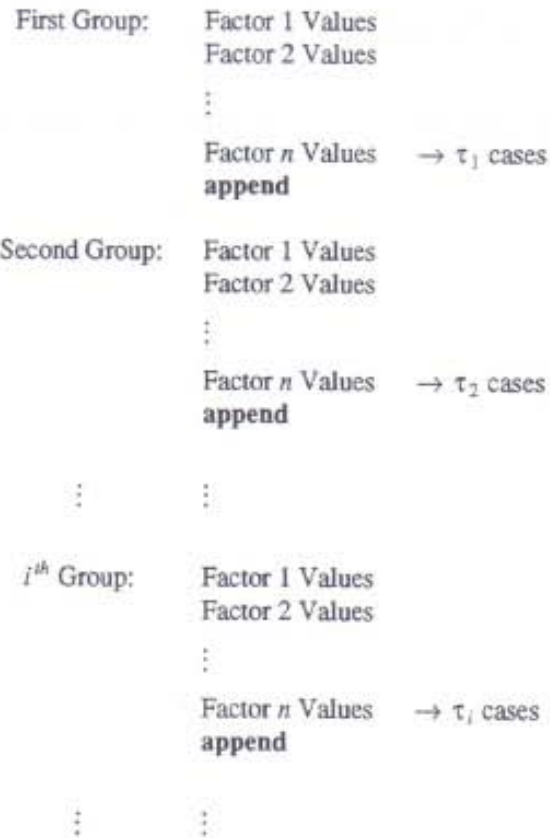 First Group: Factor 1 Values
Factor 2 Values
⋮
Factor n Values → τ₁ cases
append
Second Group: Factor 1 Values
Factor 2 Values
⋮
Factor n Values → τ₂ cases
append
⋮ ⋮
iᵗʰ Group: Factor 1 Values
Factor 2 Values
⋮
Factor n Values → τᵢ cases
append
⋮ ⋮